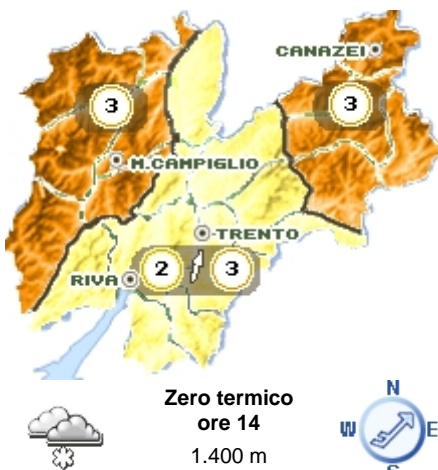 CANAZEI
3
3
M.CAMPIGLIO
TRENTO
2 3
RIVA
Zero termico
ore 14
1.400 m
N
W E
S